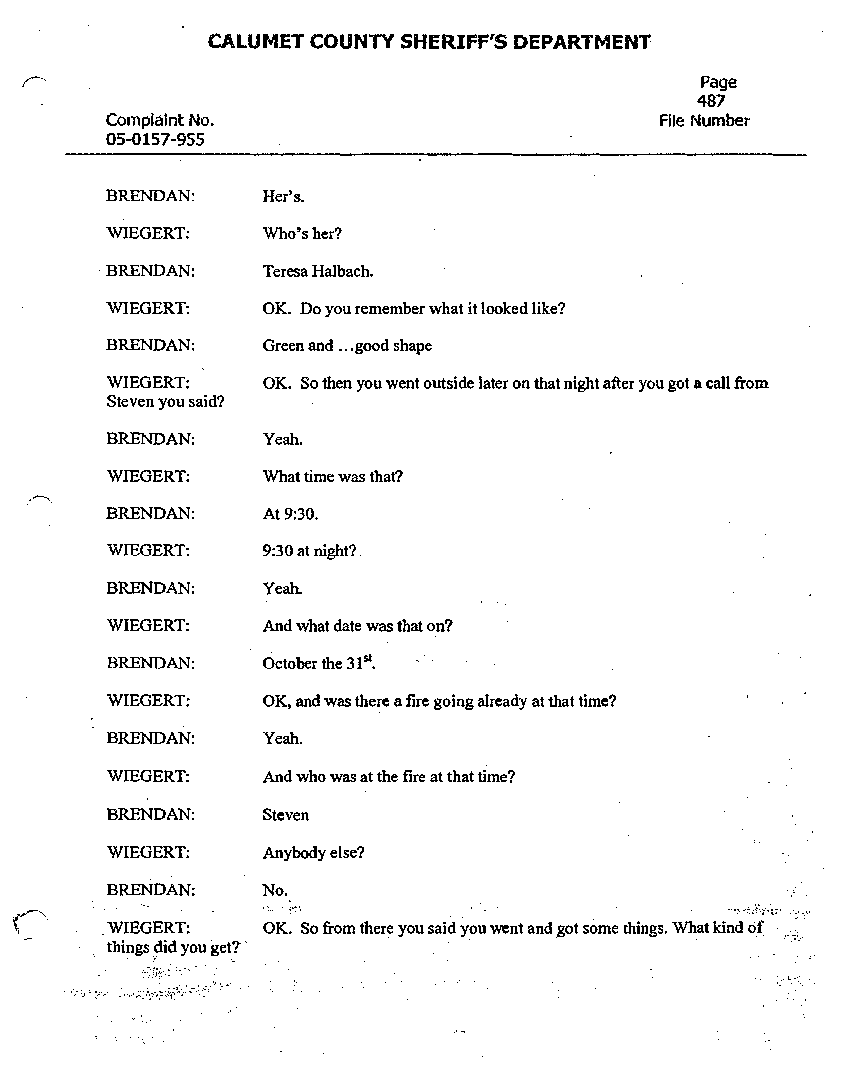 CALUMET COUNTY SHERIFF'S DEPARTMENT
Page
487
Complaint No. File Number
05-0157-955
BRENDAN: Her's.
WIEGERT: Who's her?
BRENDAN: Teresa Halbach.
WIEGERT: OK. Do you remember what it looked like?
BRENDAN: Green and ...good shape
WIEGERT: OK. So then you went outside later on that night after you got a call from
Steven you said?
BRENDAN: Yeah.
WIEGERT: What time was that?
BRENDAN: At 9:30.
WIEGERT: 9:30 at night?
BRENDAN: Yeah.
WIEGERT: And what date was that on?
BRENDAN: October the 31st.
WIEGERT: OK, and was there a fire going already at that time?
BRENDAN: Yeah.
WIEGERT: And who was at the fire at that time?
BRENDAN: Steven
WIEGERT: Anybody else?
BRENDAN: No.
WIEGERT: OK. So from there you said you went and got some things. What kind of
things did you get?